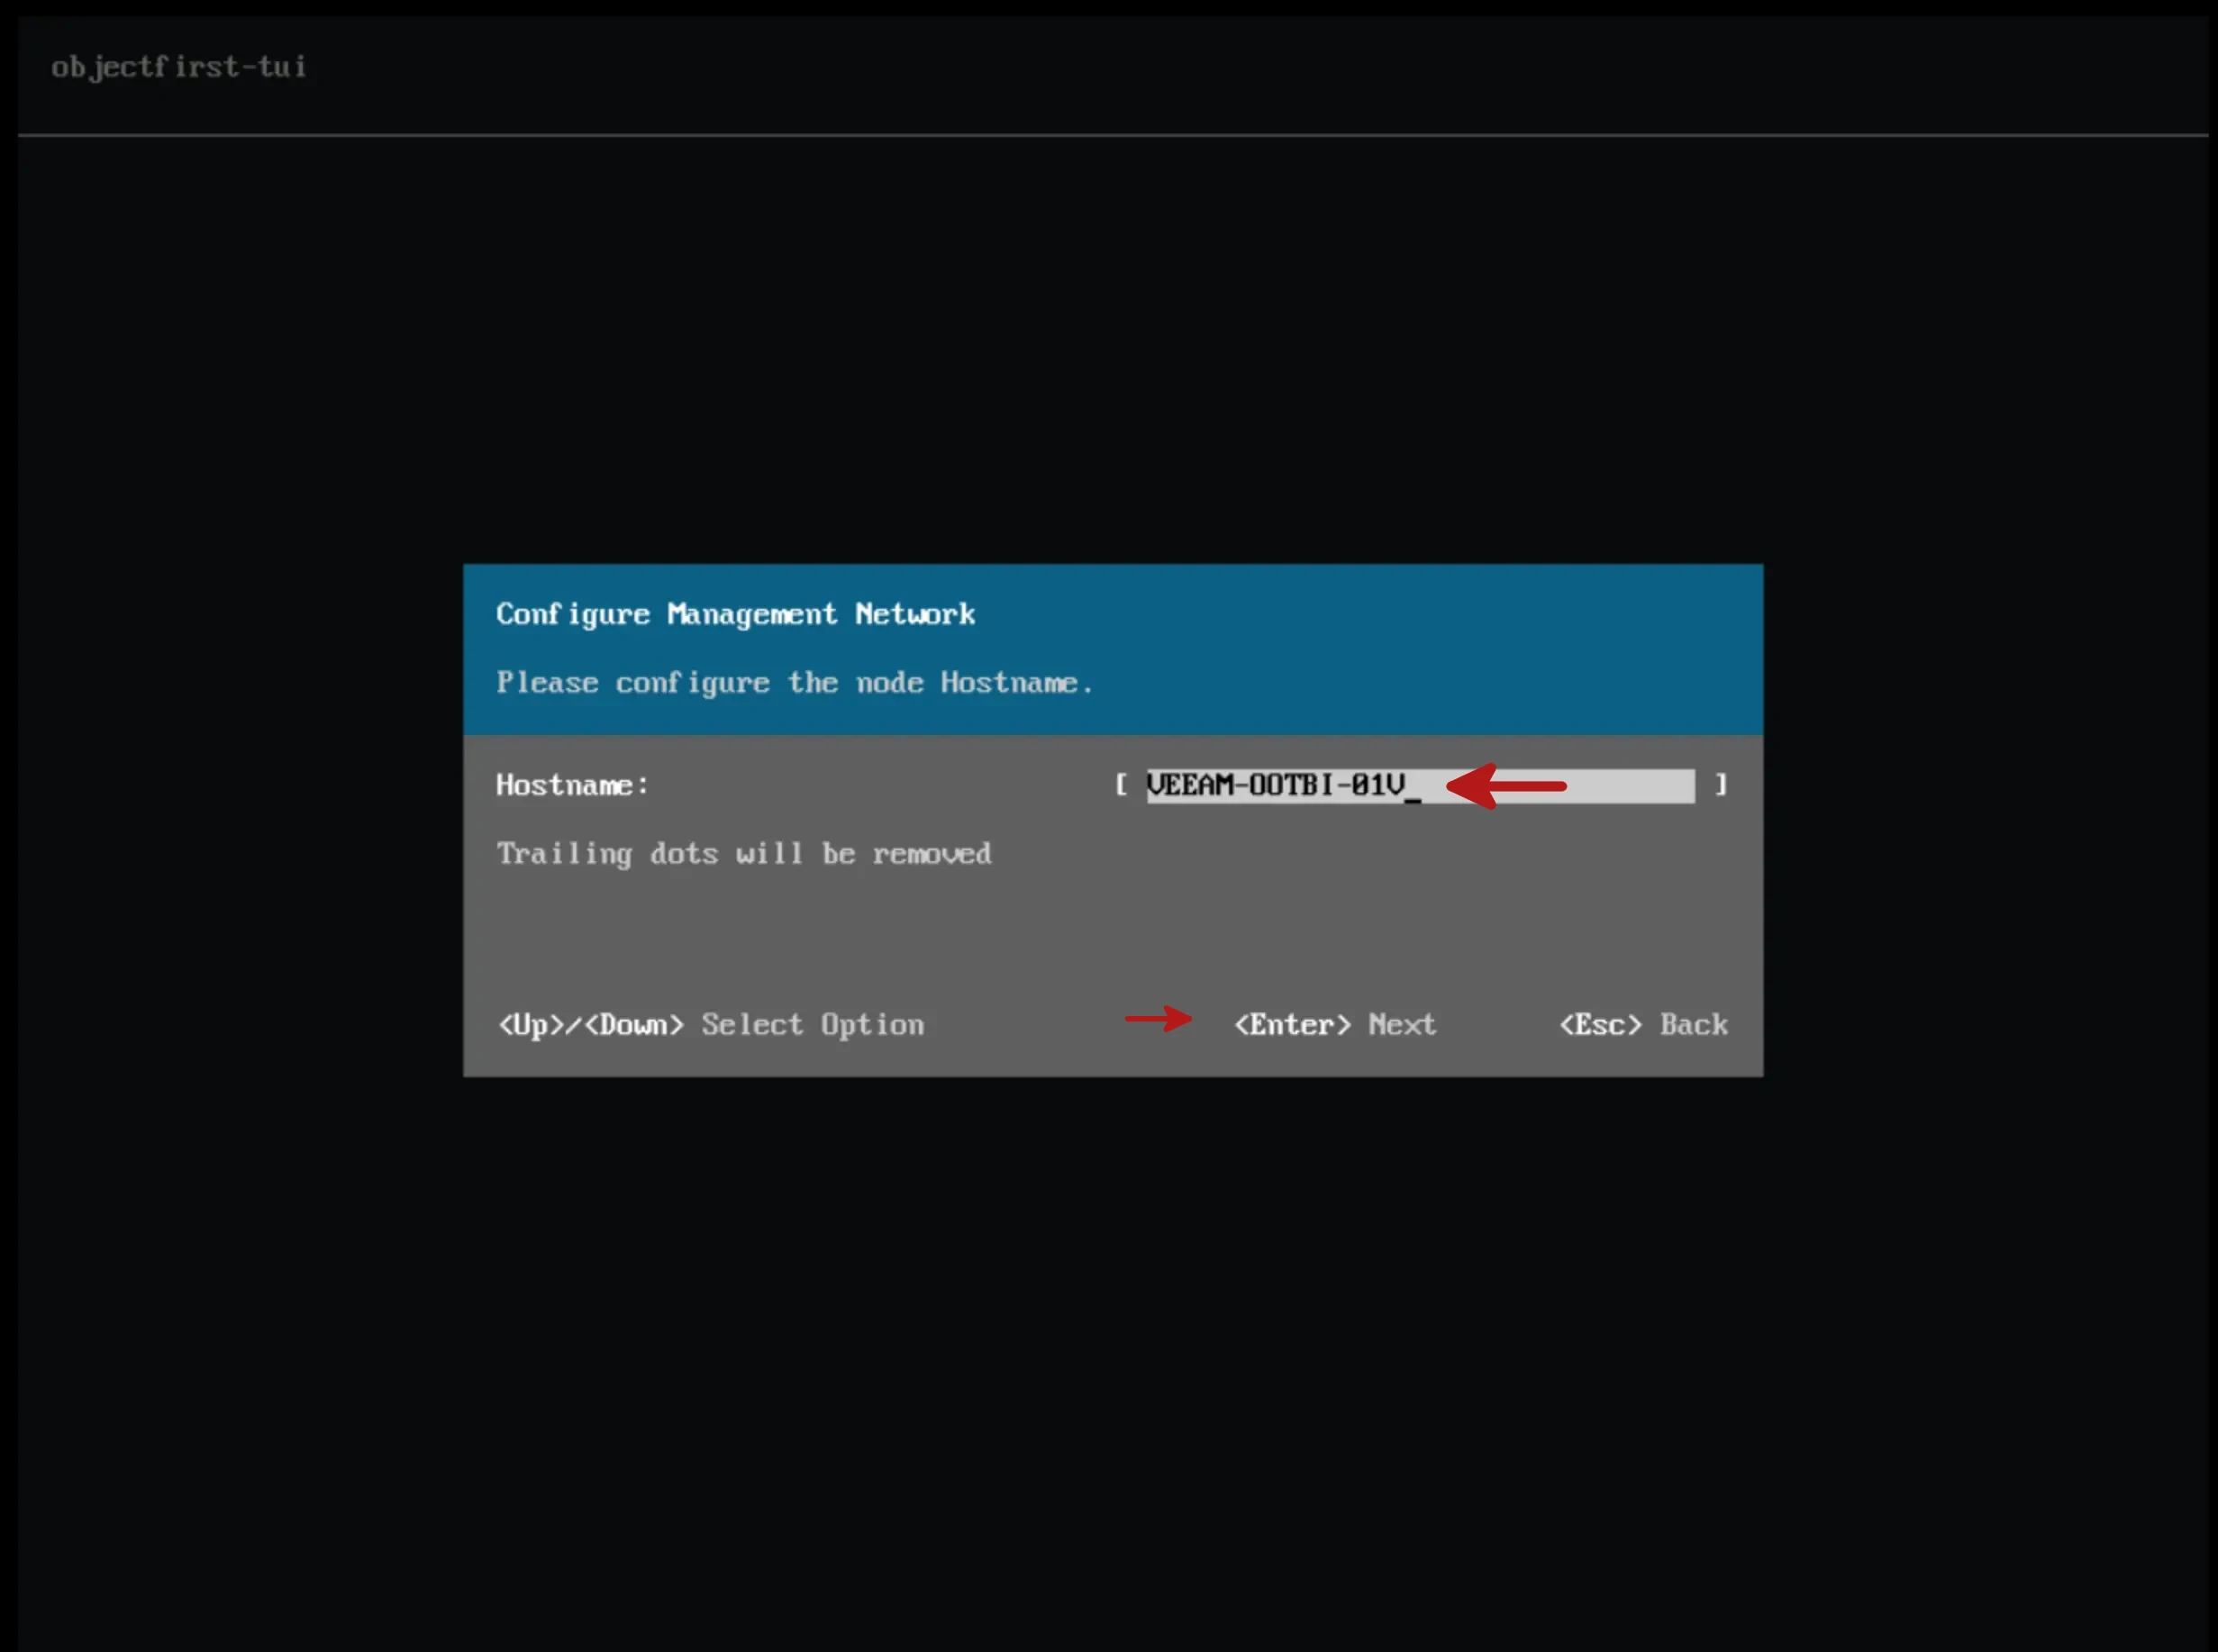 objectfirst-tui
Configure Management Network
Please configure the node Hostname.
Hostname: [ VEEAM-OOTBI-01V_ ]
Trailing dots will be removed
<Up>/<Down> Select Option <Enter> Next <Esc> Back